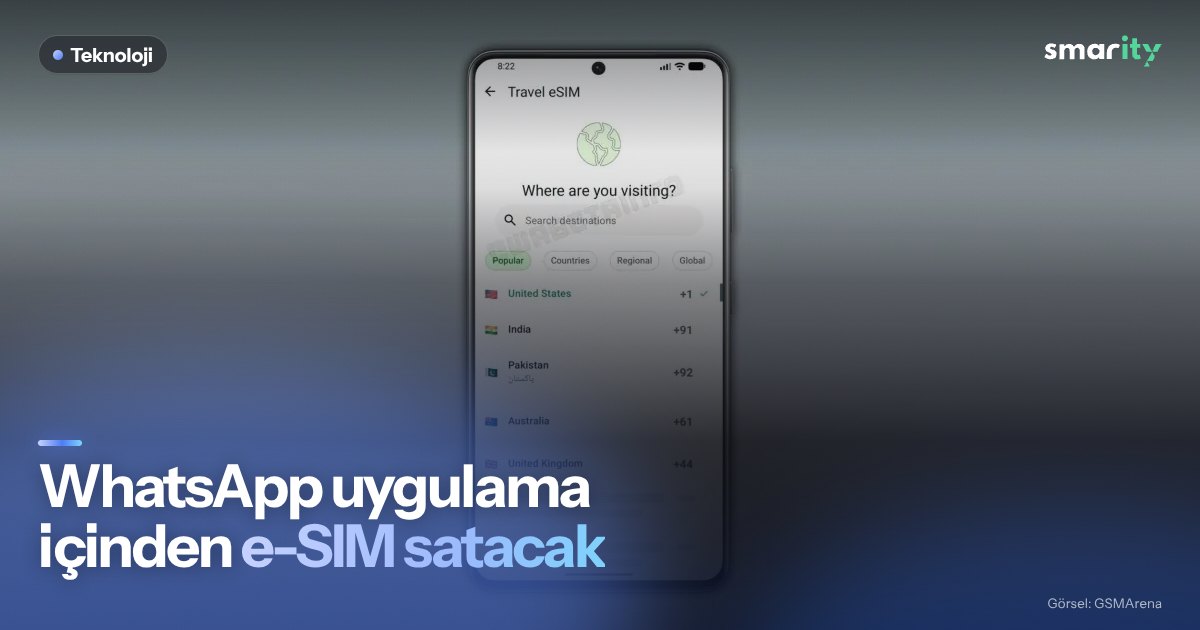 Teknoloji
smarity
8:22
Travel eSIM
Where are you visiting?
Search destinations
Popular Countries Regional Global
United States +1
India +91
Pakistan +92
پاکستان
Australia +61
United Kingdom +44
WhatsApp uygulama
içinden e-SIM satacak
Görsel: GSMArena